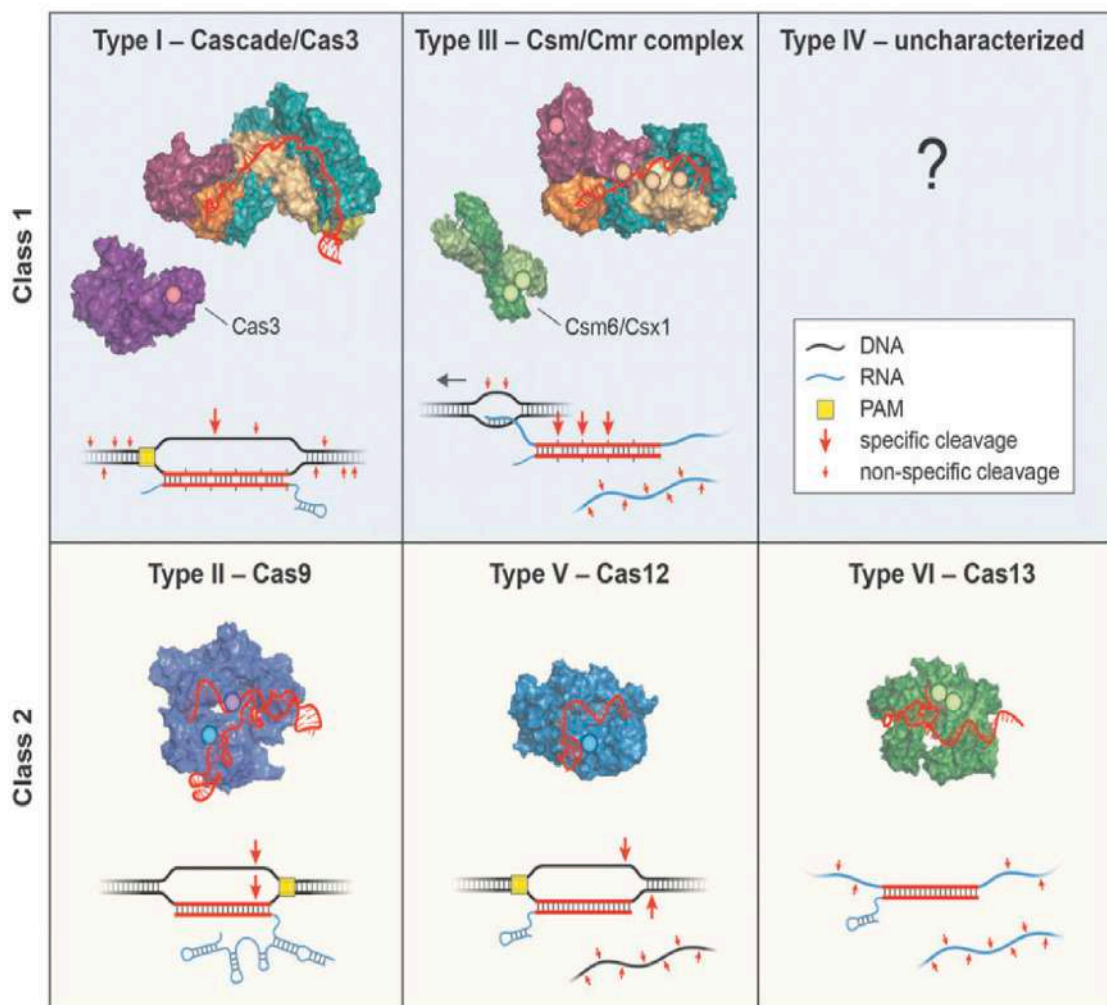 Class 1
Type I – Cascade/Cas3
Cas3
Type III – Csm/Cmr complex
Csm6/Csx1
Type IV – uncharacterized
?
DNA
RNA
PAM
specific cleavage
non-specific cleavage
Class 2
Type II – Cas9
Type V – Cas12
Type VI – Cas13